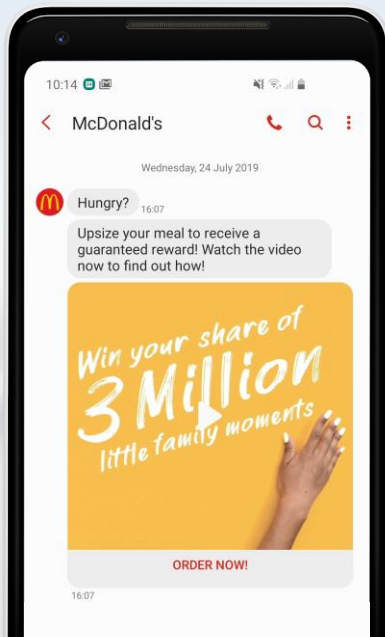 10:14
McDonald's
Wednesday, 24 July 2019
Hungry?
16:07
Upsize your meal to receive a
guaranteed reward! Watch the video
now to find out how!
Win your share of
3 Million
little family moments
ORDER NOW!
16:07